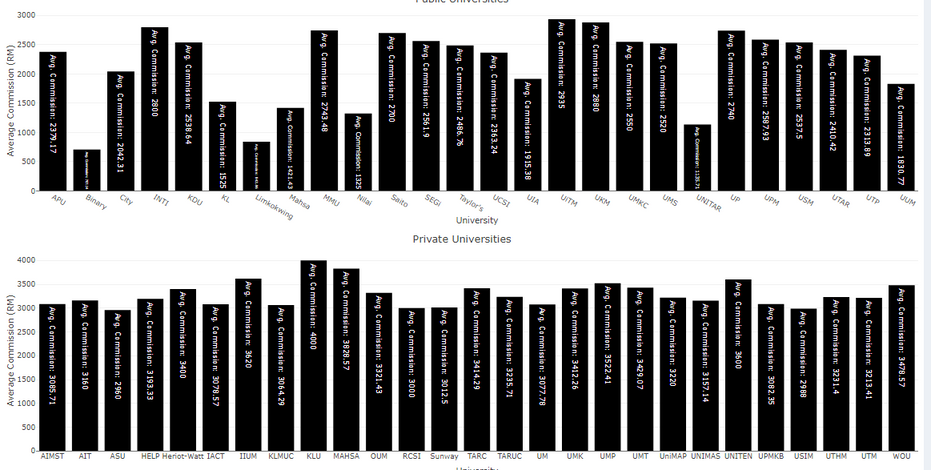 Public Universities
3000
2500
2000
1500
1000
500
0
Average Commission (RM)
Avg. Commission: 2379.17
Avg. Commission: 2042.31
Avg. Commission: 2800
Avg. Commission: 2538.64
Avg. Commission: 1525
Avg. Commission: 1421.43
Avg. Commission: 2743.48
Avg. Commission: 1325
Avg. Commission: 2700
Avg. Commission: 2561.9
Avg. Commission: 2486.76
Avg. Commission: 2363.24
Avg. Commission: 1915.38
Avg. Commission: 2935
Avg. Commission: 2880
Avg. Commission: 2550
Avg. Commission: 2520
Avg. Commission: 1135.71
Avg. Commission: 2740
Avg. Commission: 2587.93
Avg. Commission: 2537.5
Avg. Commission: 2410.42
Avg. Commission: 2313.89
Avg. Commission: 1830.77
APU Binary City INTI KDU KL Limkokwing Mahsa MMU Nilai Saito SEGi Taylor's UCSI UIA UiTM UKM UMKC UMS UNITAR UP UPM USM UTAR UTP UUM
University
Private Universities
4000
3500
3000
2500
2000
1500
1000
500
0
Average Commission (RM)
Avg. Commission: 3085.71
Avg. Commission: 3160
Avg. Commission: 2960
Avg. Commission: 3193.33
Avg. Commission: 3400
Avg. Commission: 3078.57
Avg. Commission: 3620
Avg. Commission: 3064.29
Avg. Commission: 4000
Avg. Commission: 3828.57
Avg. Commission: 3321.43
Avg. Commission: 3000
Avg. Commission: 3012.5
Avg. Commission: 3414.29
Avg. Commission: 3235.71
Avg. Commission: 3077.78
Avg. Commission: 3412.26
Avg. Commission: 3522.41
Avg. Commission: 3429.07
Avg. Commission: 3220
Avg. Commission: 3157.14
Avg. Commission: 3600
Avg. Commission: 3082.35
Avg. Commission: 2988
Avg. Commission: 3231.4
Avg. Commission: 3213.41
Avg. Commission: 3478.57
AIMST AIT ASU HELP Heriot-Watt IACT IIUM KLMUC KLU MAHSA OUM RCSI Sunway TARC TARUC UM UMK UMP UMT UniMAP UNIMAS UNITEN UPMKB USIMS UTHM UTM WOU
University